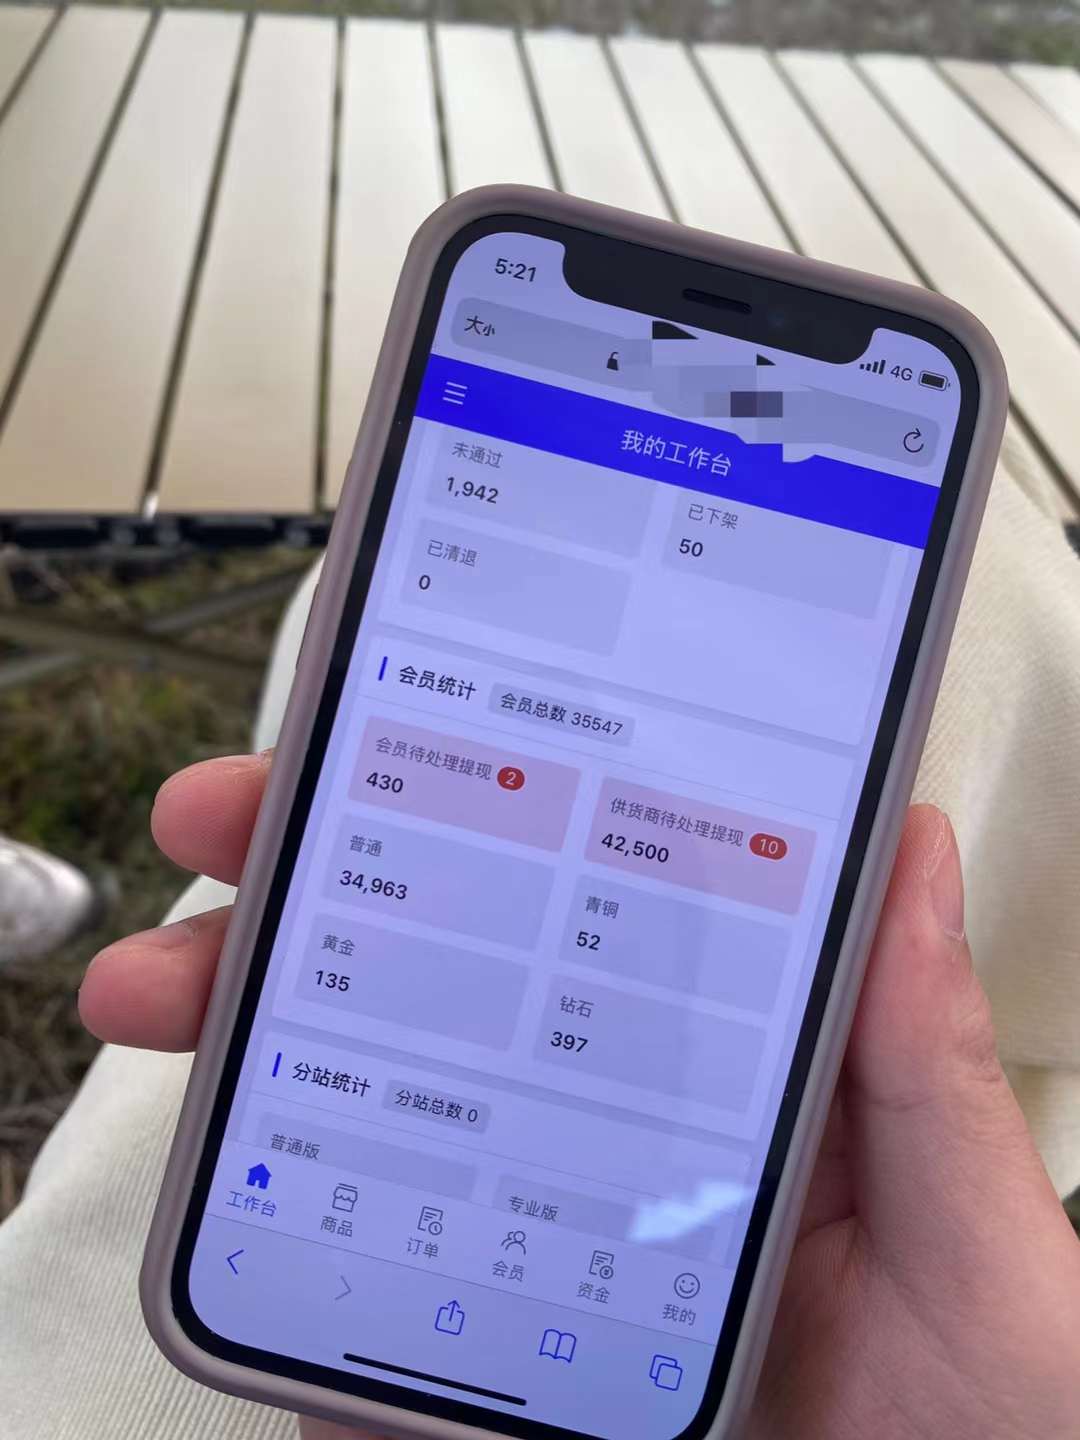 5:21
4G
大小
我的工作台
未通过
1,942
已下架
50
已清退
0
会员统计 会员总数 35547
会员待处理提现 2
430
供货商待处理提现 10
42,500
普通
34,963
青铜
52
黄金
135
钻石
397
分站统计 分站总数 0
普通版
专业版
工作台 商品 订单 会员 资金 我的